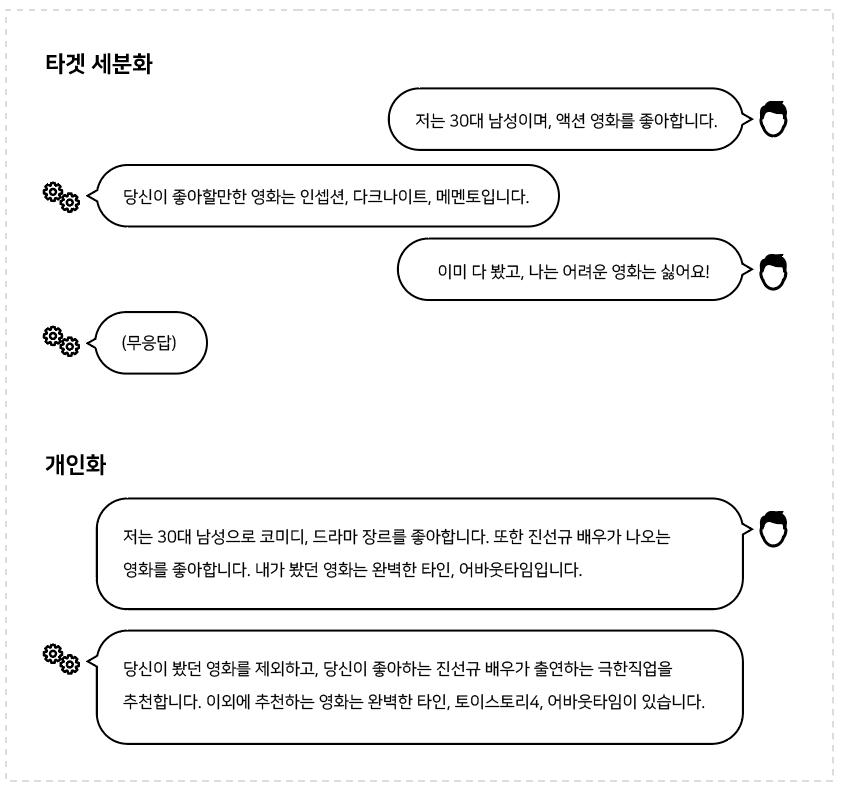 타겟 세분화
저는 30대 남성이며, 액션 영화를 좋아합니다.
당신이 좋아할만한 영화는 인셉션, 다크나이트, 메멘토입니다.
이미 다 봤고, 나는 어려운 영화는 싫어요!
(무응답)
개인화
저는 30대 남성으로 코미디, 드라마 장르를 좋아합니다. 또한 진선규 배우가 나오는
영화를 좋아합니다. 내가 봤던 영화는 완벽한 타인, 어바웃타임입니다.
당신이 봤던 영화를 제외하고, 당신이 좋아하는 진선규 배우가 출연하는 극한직업을
추천합니다. 이외에 추천하는 영화는 완벽한 타인, 토이스토리4, 어바웃타임이 있습니다.